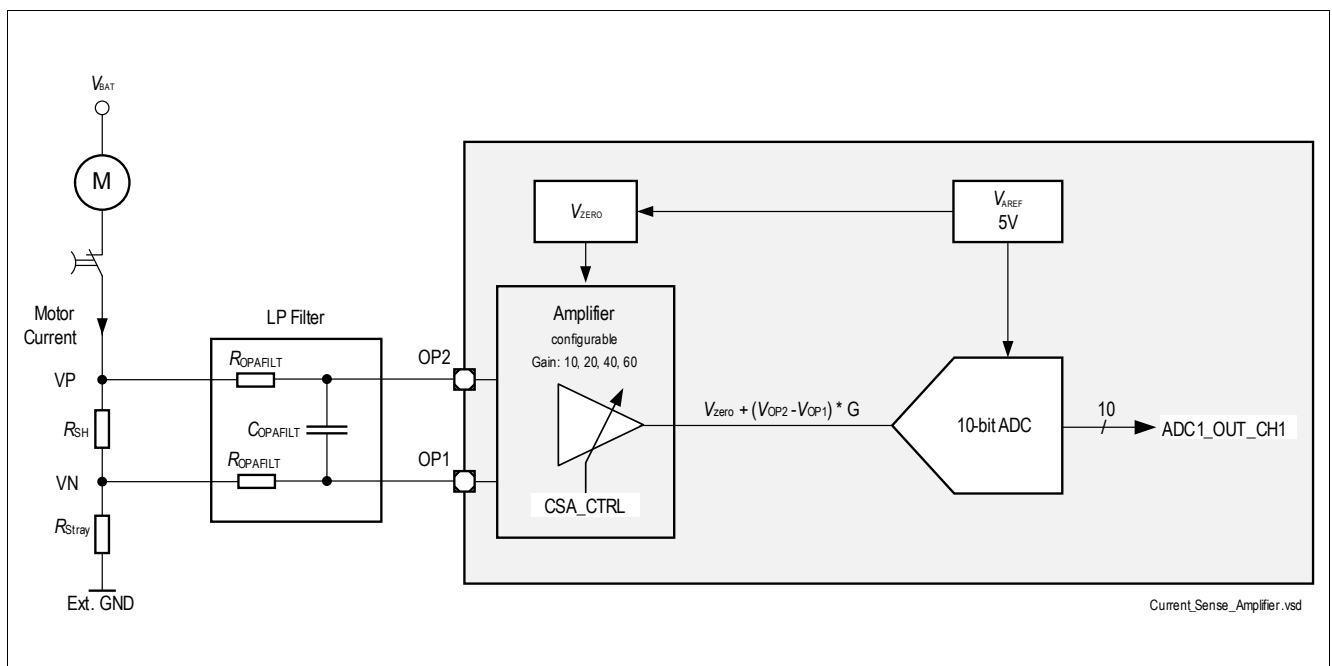 VBAT
M
Motor
Current
VP
RSH
VN
RStray
Ext. GND
LP Filter
ROPAFILT
COPAFILT
ROPAFILT
OP2
OP1
VZERO
VAREF
5V
Amplifier
configurable
Gain: 10, 20, 40, 60
CSA_CTRL
Vzero + (VOP2 -VOP1) * G
10-bit ADC
10
ADC1_OUT_CH1
Current_Sense_Amplifier.vsd